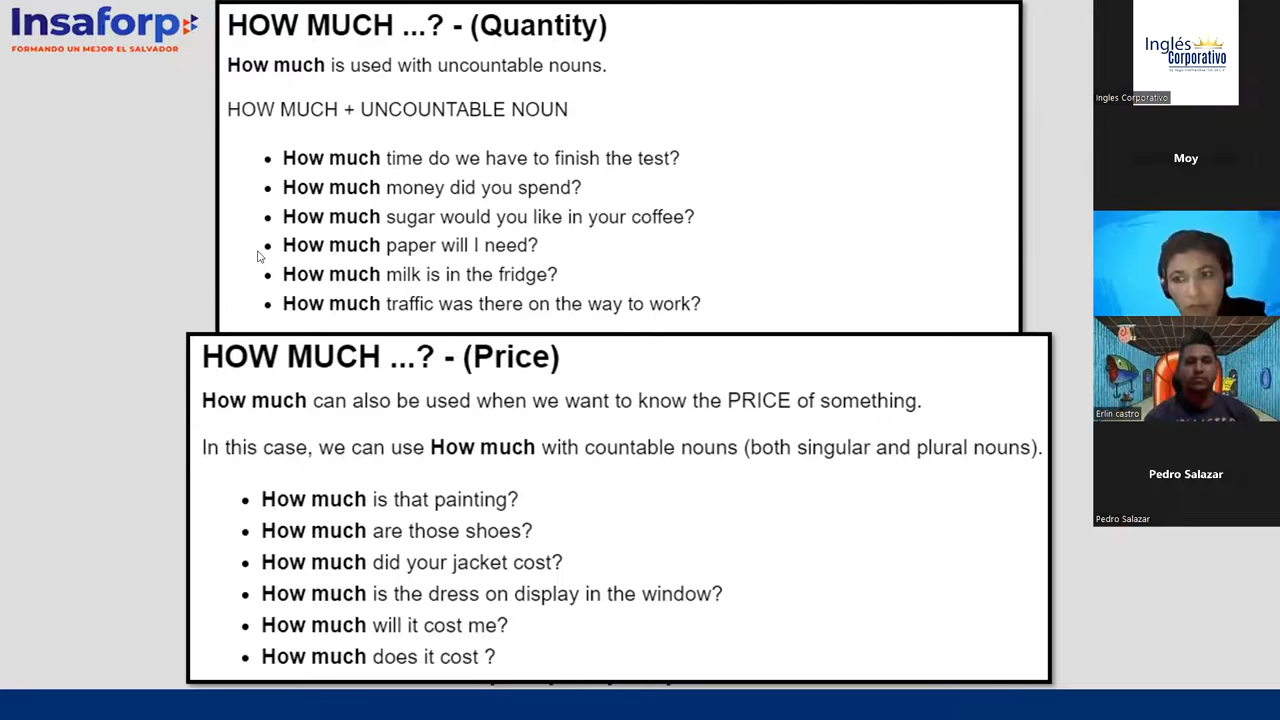 Insaforp
FORMANDO UN MEJOR EL SALVADOR
HOW MUCH ...? - (Quantity)
How much is used with uncountable nouns.
HOW MUCH + UNCOUNTABLE NOUN
How much time do we have to finish the test?
How much money did you spend?
How much sugar would you like in your coffee?
How much paper will I need?
How much milk is in the fridge?
How much traffic was there on the way to work?
HOW MUCH ...? - (Price)
How much can also be used when we want to know the PRICE of something.
In this case, we can use How much with countable nouns (both singular and plural nouns).
How much is that painting?
How much are those shoes?
How much did your jacket cost?
How much is the dress on display in the window?
How much will it cost me?
How much does it cost ?
Inglés
Corporativo
Ingles Corporativo
Moy
Erlin castro
Pedro Salazar
Pedro Salazar